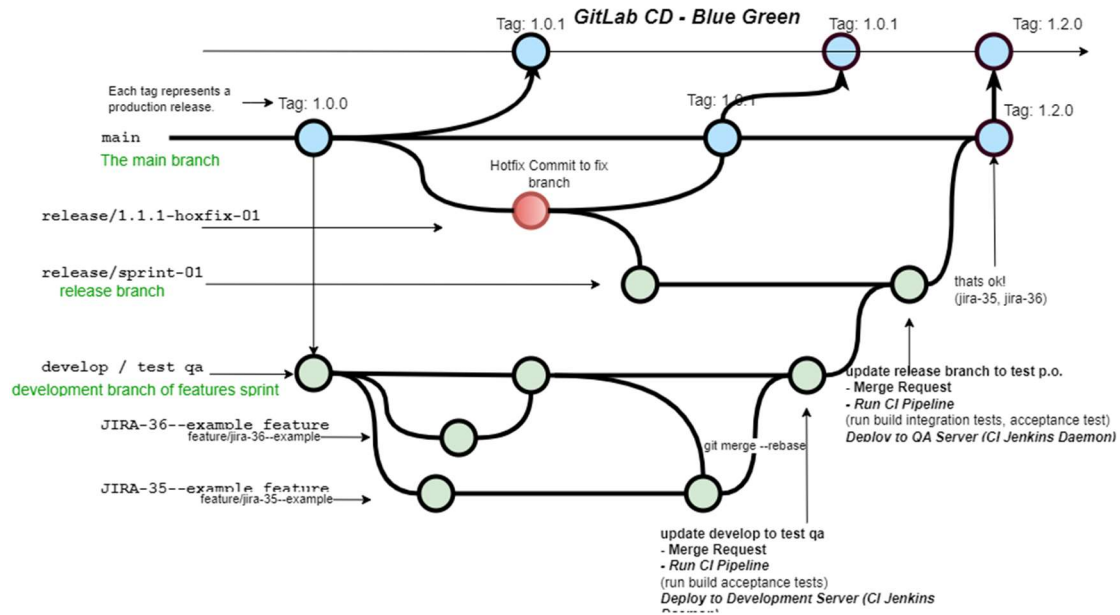 GitLab CD - Blue Green
Tag: 1.0.1
Tag: 1.0.1
Tag: 1.2.0
Each tag represents a
production release.
Tag: 1.0.0
Tag: 1.0.1
Tag: 1.2.0
main
The main branch
Hotfix Commit to fix
branch
release/1.1.1-hoxfix-01
release/sprint-01
release branch
thats ok!
(jira-35, jira-36)
develop / test qa
development branch of features sprint
update release branch to test p.o.
- Merge Request
- Run CI Pipeline
(run build integration tests, acceptance test)
Deploy to QA Server (CI Jenkins Daemon)
JIRA-36--example feature
feature/jira-36--example
git merge --rebase
JIRA-35--example feature
feature/jira-35--example
update develop to test qa
- Merge Request
- Run CI Pipeline
(run build acceptance tests)
Deploy to Development Server (CI Jenkins
Daemon)